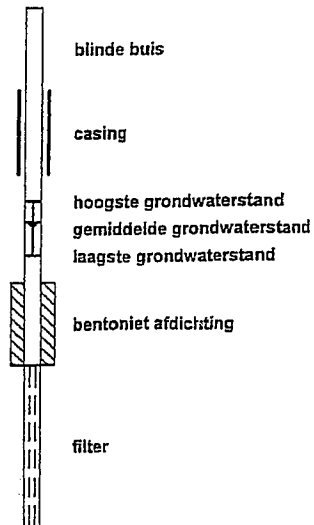 blinde buis
casing
hoogste grondwaterstand
gemiddelde grondwaterstand
laagste grondwaterstand
bentoniet afdichting
filter